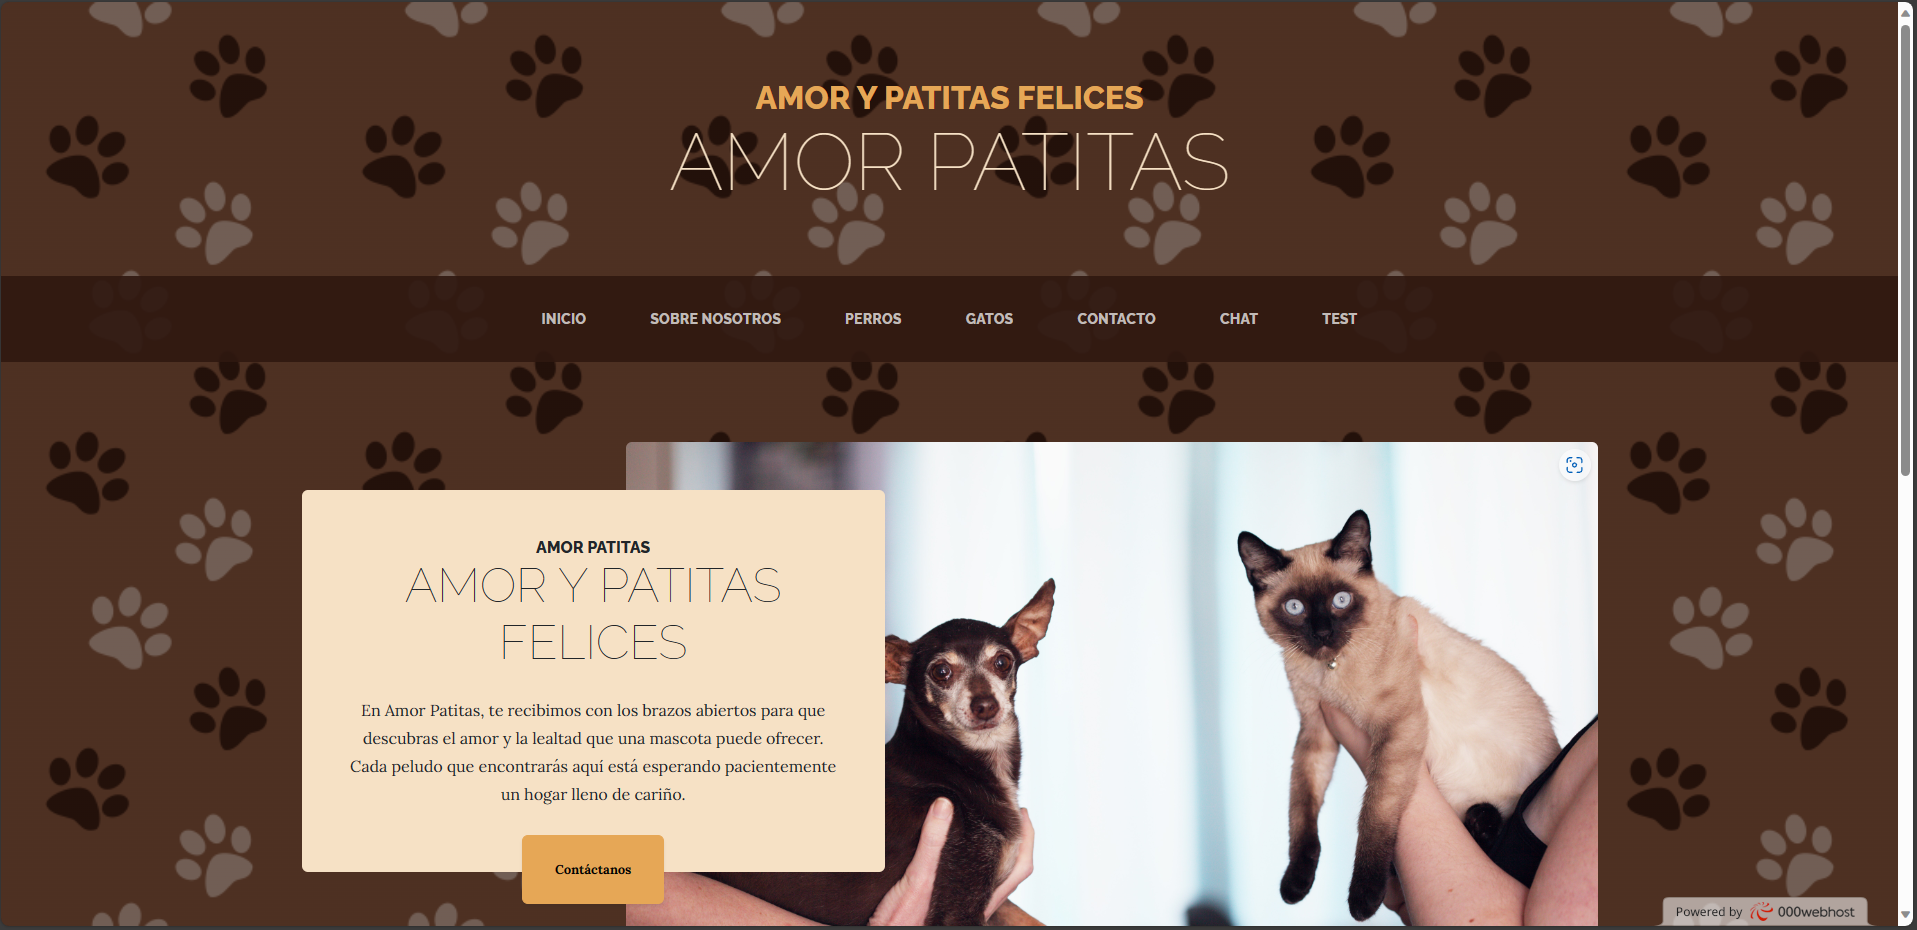 AMOR Y PATITAS FELICES
AMOR PATITAS
INICIO SOBRE NOSOTROS PERROS GATOS CONTACTO CHAT TEST
AMOR PATITAS
AMOR Y PATITAS
FELICES
En Amor Patitas, te recibimos con los brazos abiertos para que
descubras el amor y la lealtad que una mascota puede ofrecer.
Cada peludo que encontrarás aquí está esperando pacientemente
un hogar lleno de cariño.
Contáctanos
Powered by 000webhost